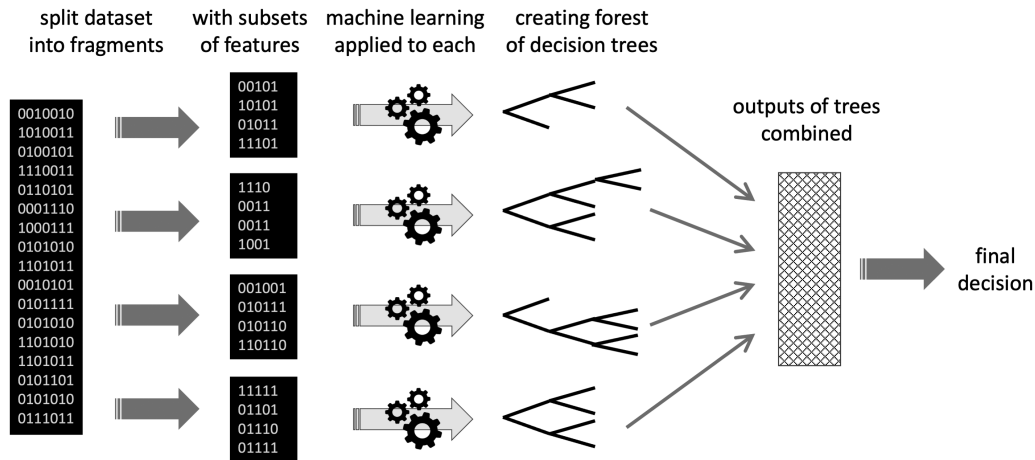 split dataset
into fragments
with subsets
of features
machine learning
applied to each
creating forest
of decision trees
0010010
1010011
0100101
1110011
0110101
0001110
1000111
0101010
1101011
0010101
0101111
0101010
1101010
1101011
0101101
0101010
0111011
00101
10101
01011
11101
1110
0011
0011
1001
001001
010111
010110
110110
11111
01101
01110
01111
outputs of trees
combined
final
decision